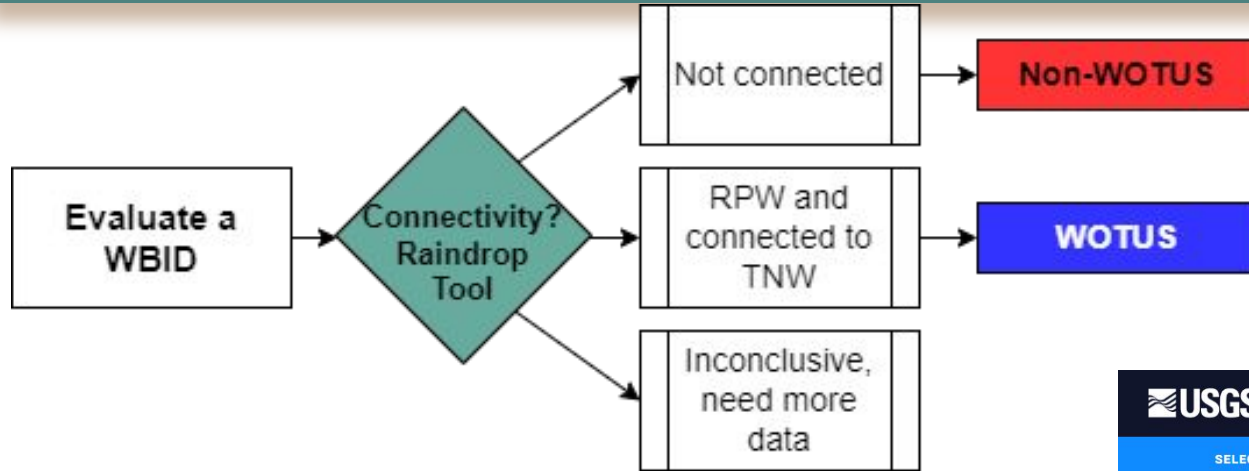 Evaluate a
WBID
Connectivity?
Raindrop
Tool
Not connected
Non-WOTUS
RPW and
connected to
TNW
WOTUS
Inconclusive,
need more
data
USGS